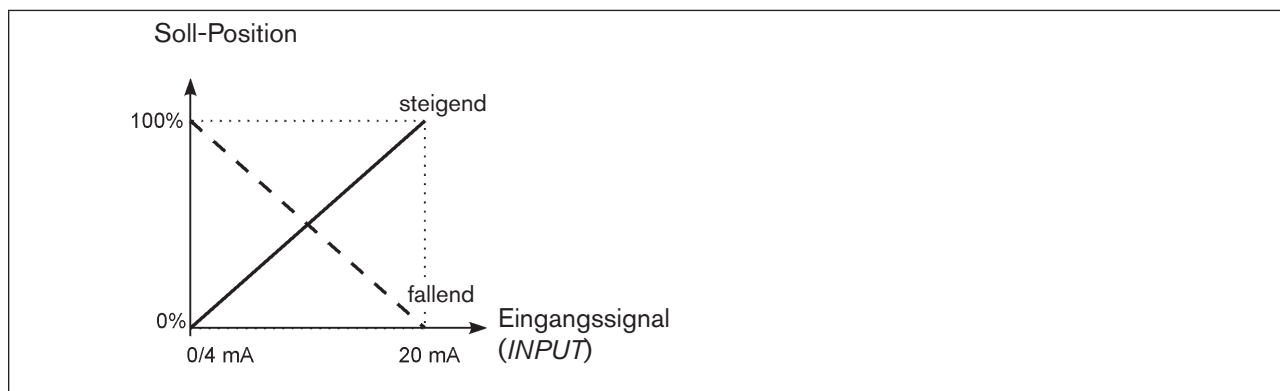 Soll-Position
steigend
100%
fallend
0%
Eingangssignal
(INPUT)
0/4 mA
20 mA